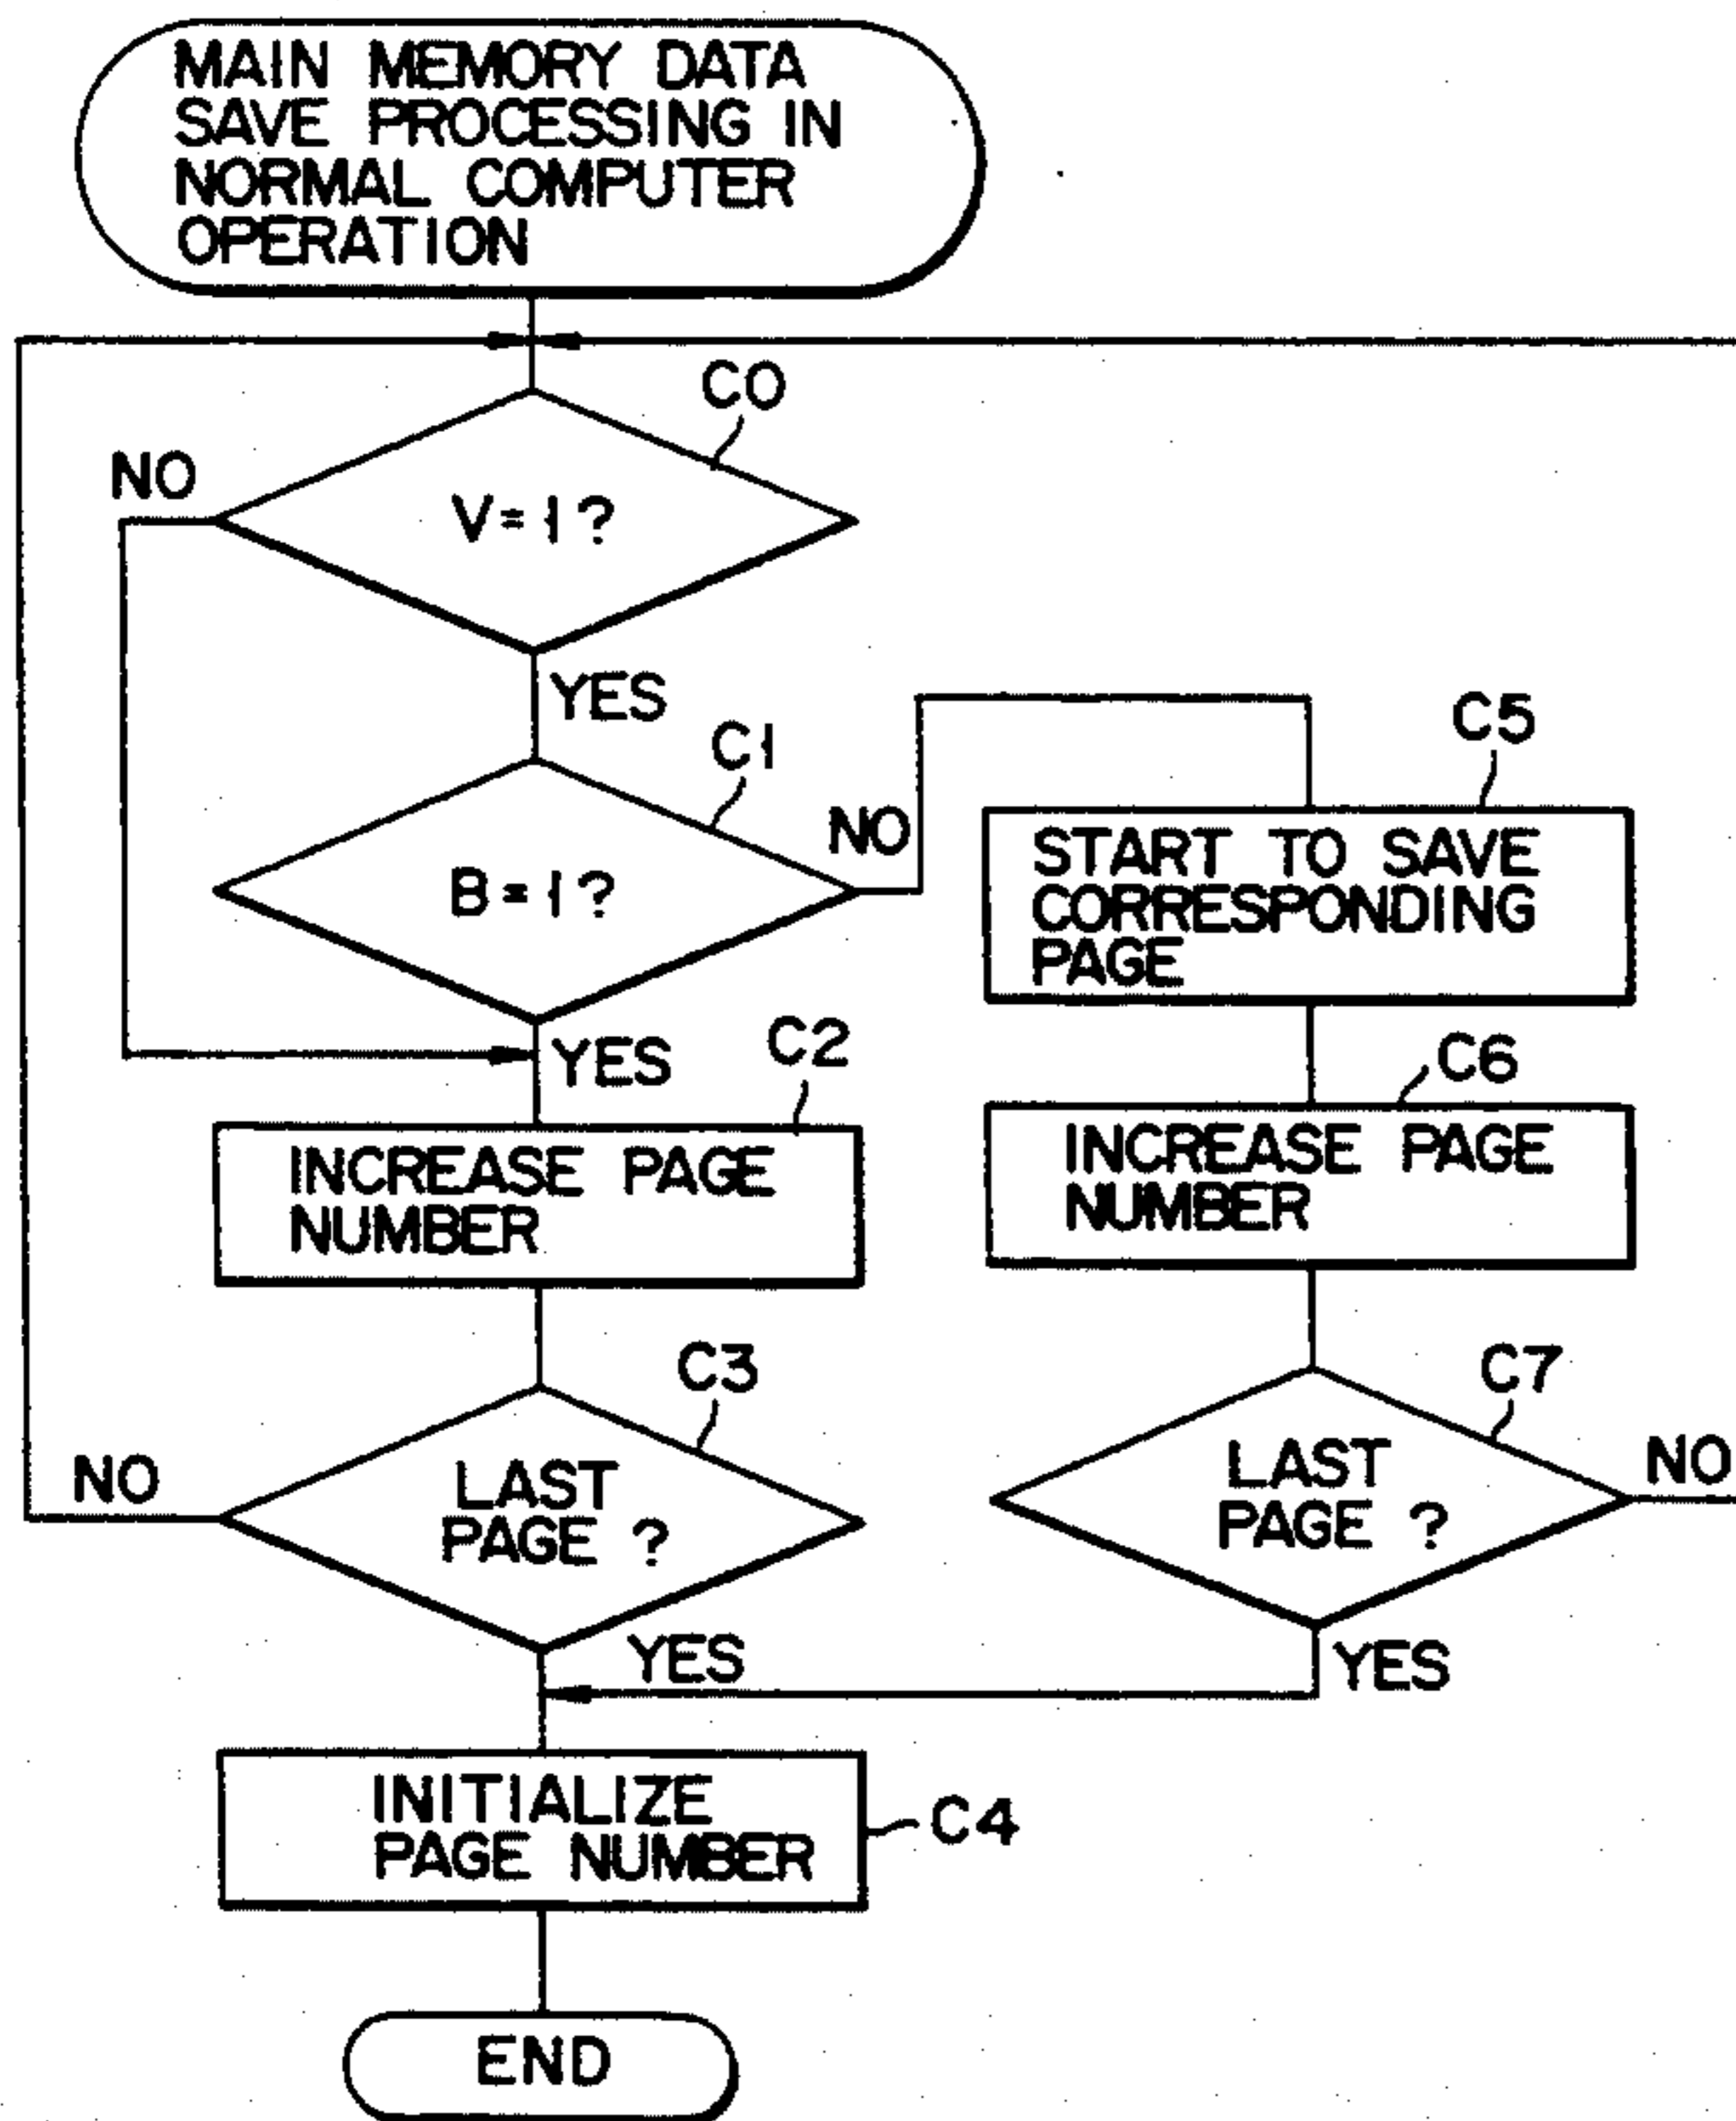 MAIN MEMORY DATA
SAVE PROCESSING IN
NORMAL COMPUTER
OPERATION
C0
NO
V=1?
YES
C1
NO
B=1?
YES
C5
START TO SAVE
CORRESPONDING
PAGE
C2
INCREASE PAGE
NUMBER
C6
INCREASE PAGE
NUMBER
C3
NO
LAST
PAGE ?
YES
C7
LAST
PAGE ?
NO
YES
INITIALIZE
PAGE NUMBER
C4
END